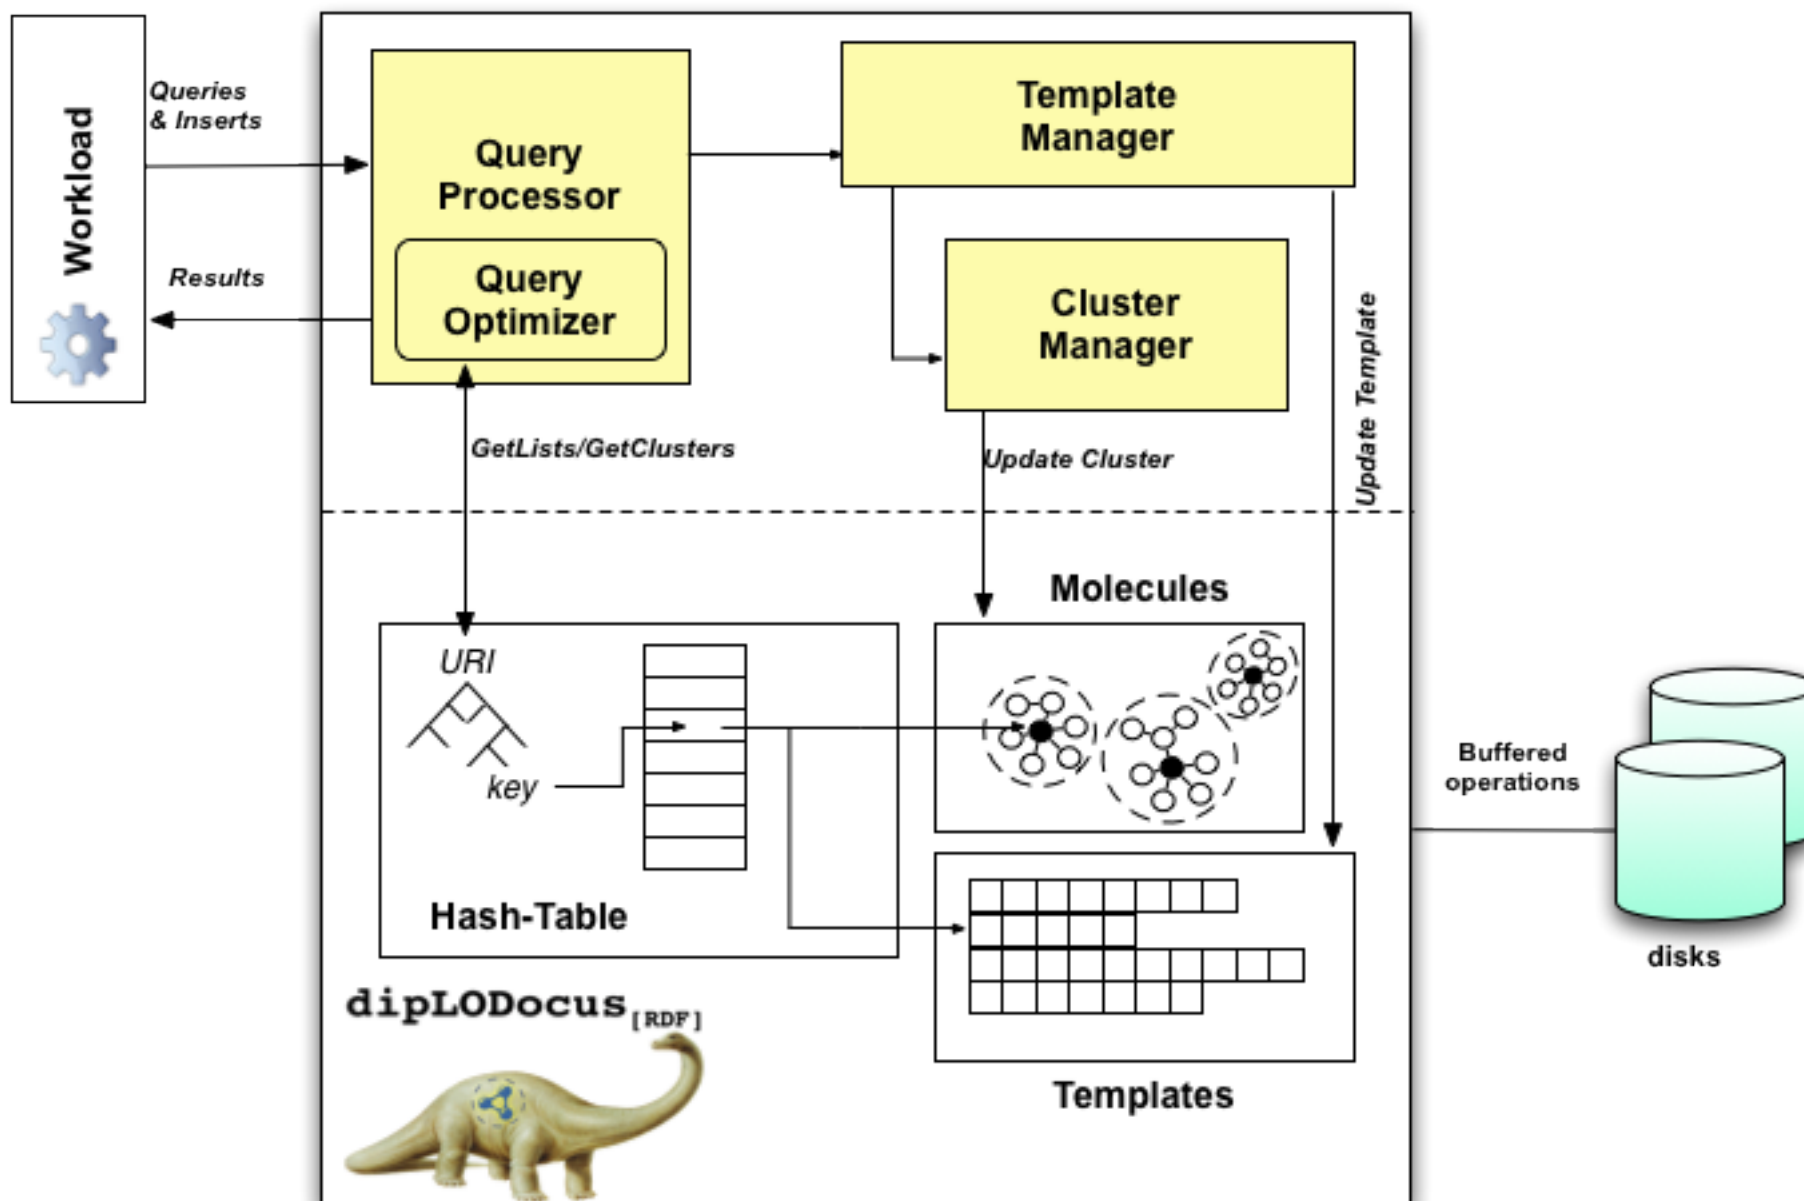 Queries
& Inserts
Workload
Results
Query
Processor
Query
Optimizer
Template
Manager
Cluster
Manager
GetLists/GetClusters
Update Cluster
Update Template
Molecules
URI
key
Hash-Table
Templates
Buffered
operations
disks
dipLODocus[RDF]